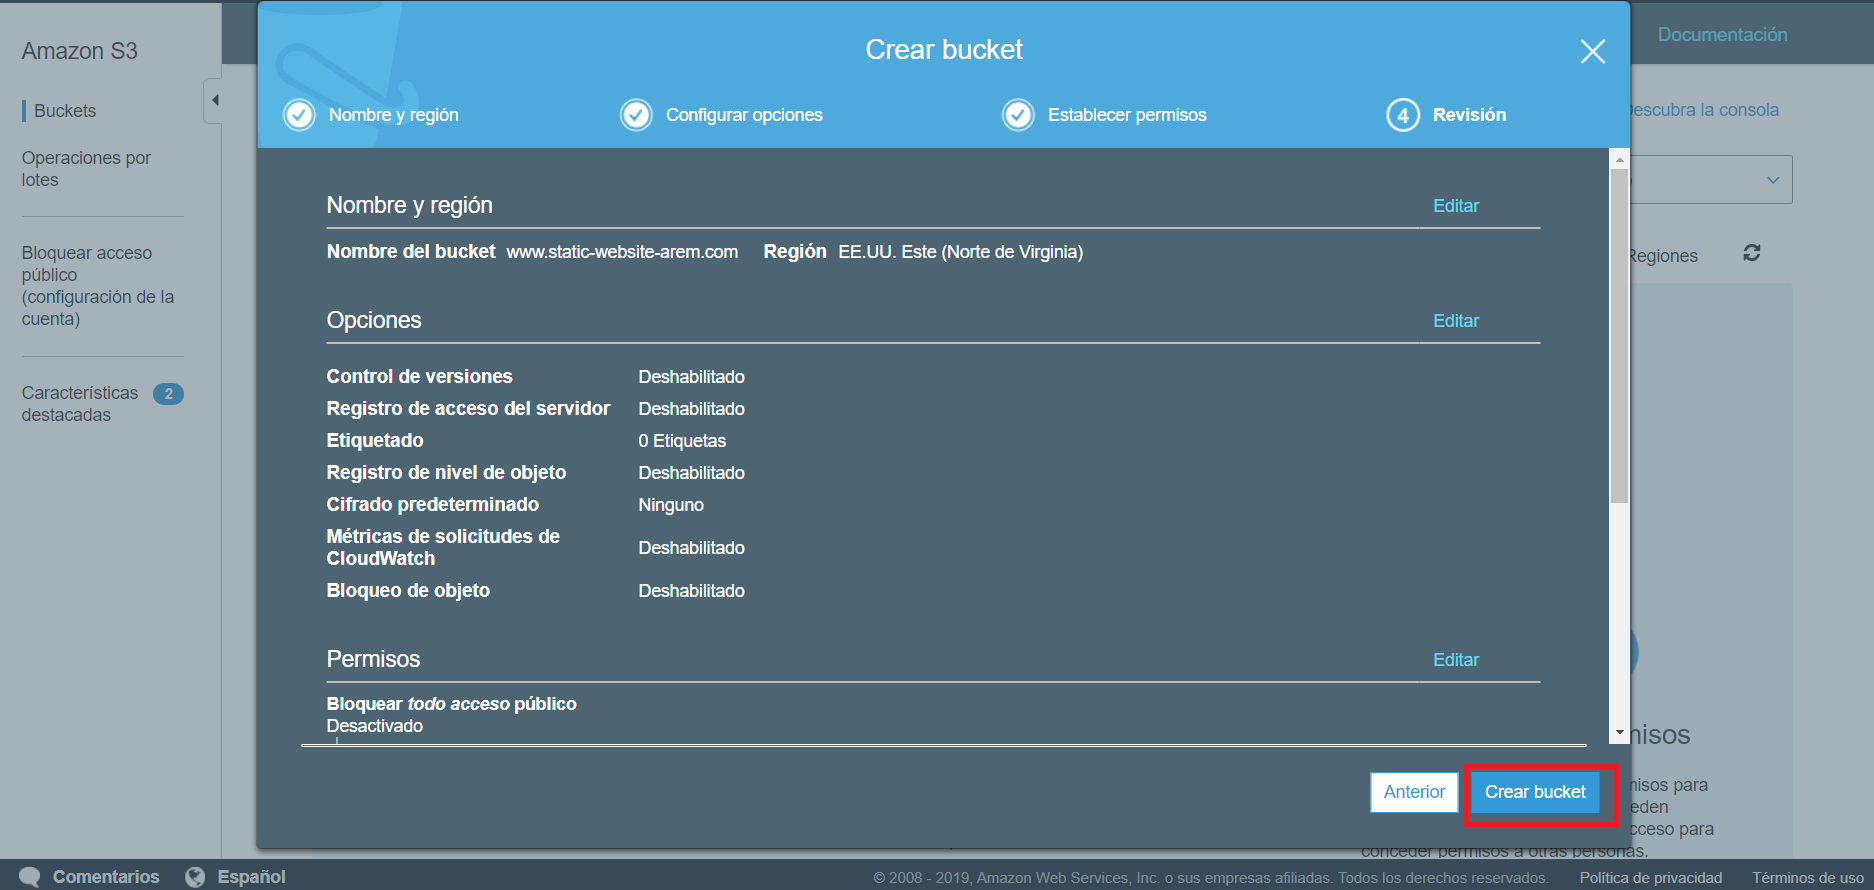 Amazon S3
Buckets
Operaciones por
lotes
Bloquear acceso
público
(configuración de la
cuenta)
Características 2
destacadas
Documentación
Descubra la consola
Regiones
Crear bucket
Nombre y región
Configurar opciones
Establecer permisos
4 Revisión
Nombre y región Editar
Nombre del bucket www.static-website-arem.com Región EE.UU. Este (Norte de Virginia)
Opciones Editar
Control de versiones Deshabilitado
Registro de acceso del servidor Deshabilitado
Etiquetado 0 Etiquetas
Registro de nivel de objeto Deshabilitado
Cifrado predeterminado Ninguno
Métricas de solicitudes de
CloudWatch Deshabilitado
Bloqueo de objeto Deshabilitado
Permisos Editar
Bloquear todo acceso público
Desactivado
Anterior Crear bucket
para
acceso para
conceder permisos a otras personas.
Comentarios Español
© 2008 - 2019, Amazon Web Services, Inc. o sus empresas afiliadas. Todos los derechos reservados. Política de privacidad Términos de uso